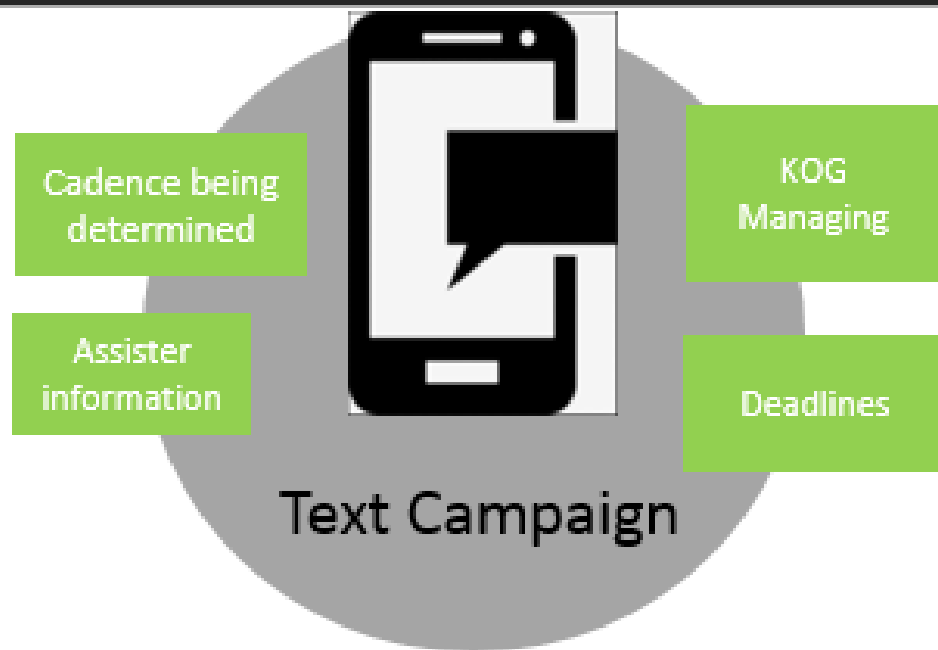 Cadence being
determined
KOG
Managing
Assister
information
Deadlines
Text Campaign